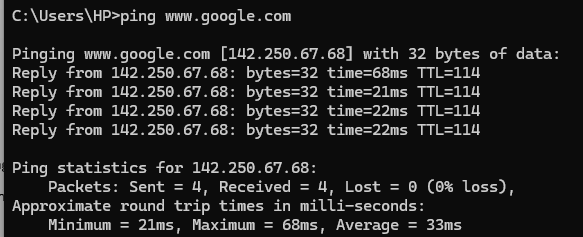 C:\Users\HP>ping www.google.com
Pinging www.google.com [142.250.67.68] with 32 bytes of data:
Reply from 142.250.67.68: bytes=32 time=68ms TTL=114
Reply from 142.250.67.68: bytes=32 time=21ms TTL=114
Reply from 142.250.67.68: bytes=32 time=22ms TTL=114
Reply from 142.250.67.68: bytes=32 time=22ms TTL=114
Ping statistics for 142.250.67.68:
Packets: Sent = 4, Received = 4, Lost = 0 (0% loss),
Approximate round trip times in milli-seconds:
Minimum = 21ms, Maximum = 68ms, Average = 33ms